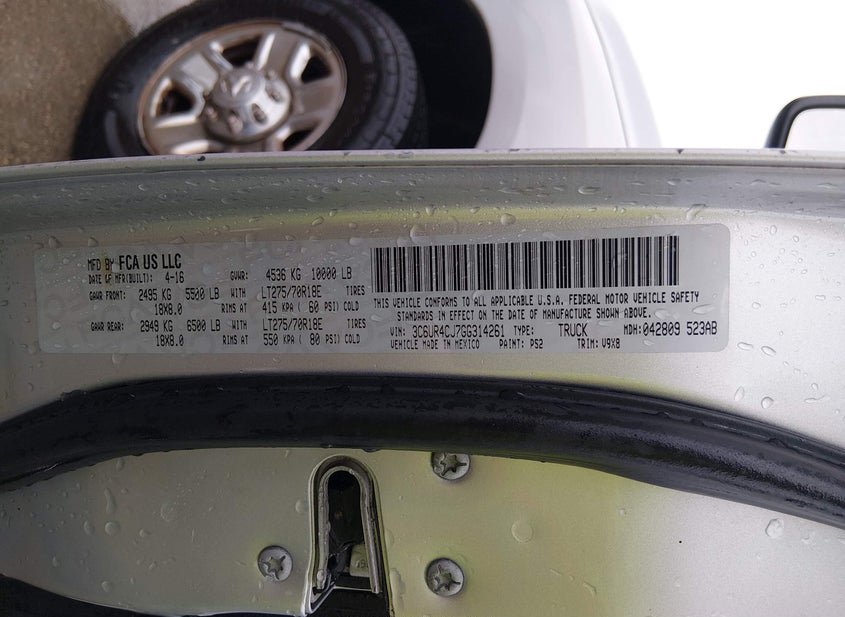 MFD BY FCA US LLC
DATE OF MFR(BUILT): 4-16 GVWR: 4536 KG 10000 LB
GAWR FRONT: 2495 KG 5500 LB WITH LT275/70R18E TIRES
18X8.0 RIMS AT 415 KPA ( 60 PSI) COLD
GAWR REAR: 2949 KG 6500 LB WITH LT275/70R18E TIRES
18X8.0 RIMS AT 550 KPA ( 80 PSI) COLD
THIS VEHICLE CONFORMS TO ALL APPLICABLE U.S.A. FEDERAL MOTOR VEHICLE SAFETY
STANDARDS IN EFFECT ON THE DATE OF MANUFACTURE SHOWN ABOVE.
VIN: 3C6UR4CJ7GG314261 TYPE: TRUCK MDH: 042809 523AB
VEHICLE MADE IN MEXICO PAINT: PS2 TRIM: V9X8